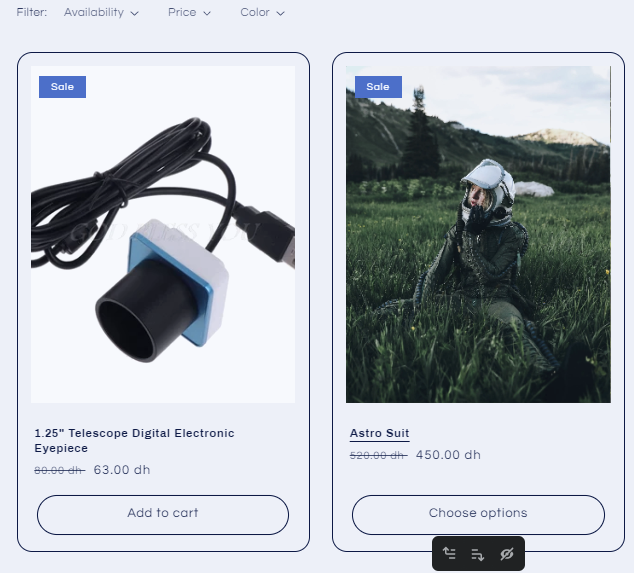 Filter: Availability Price Color
Sale
Sale
1.25" Telescope Digital Electronic
Eyepiece
80.00 dh 63.00 dh
Add to cart
Astro Suit
520.00 dh 450.00 dh
Choose options